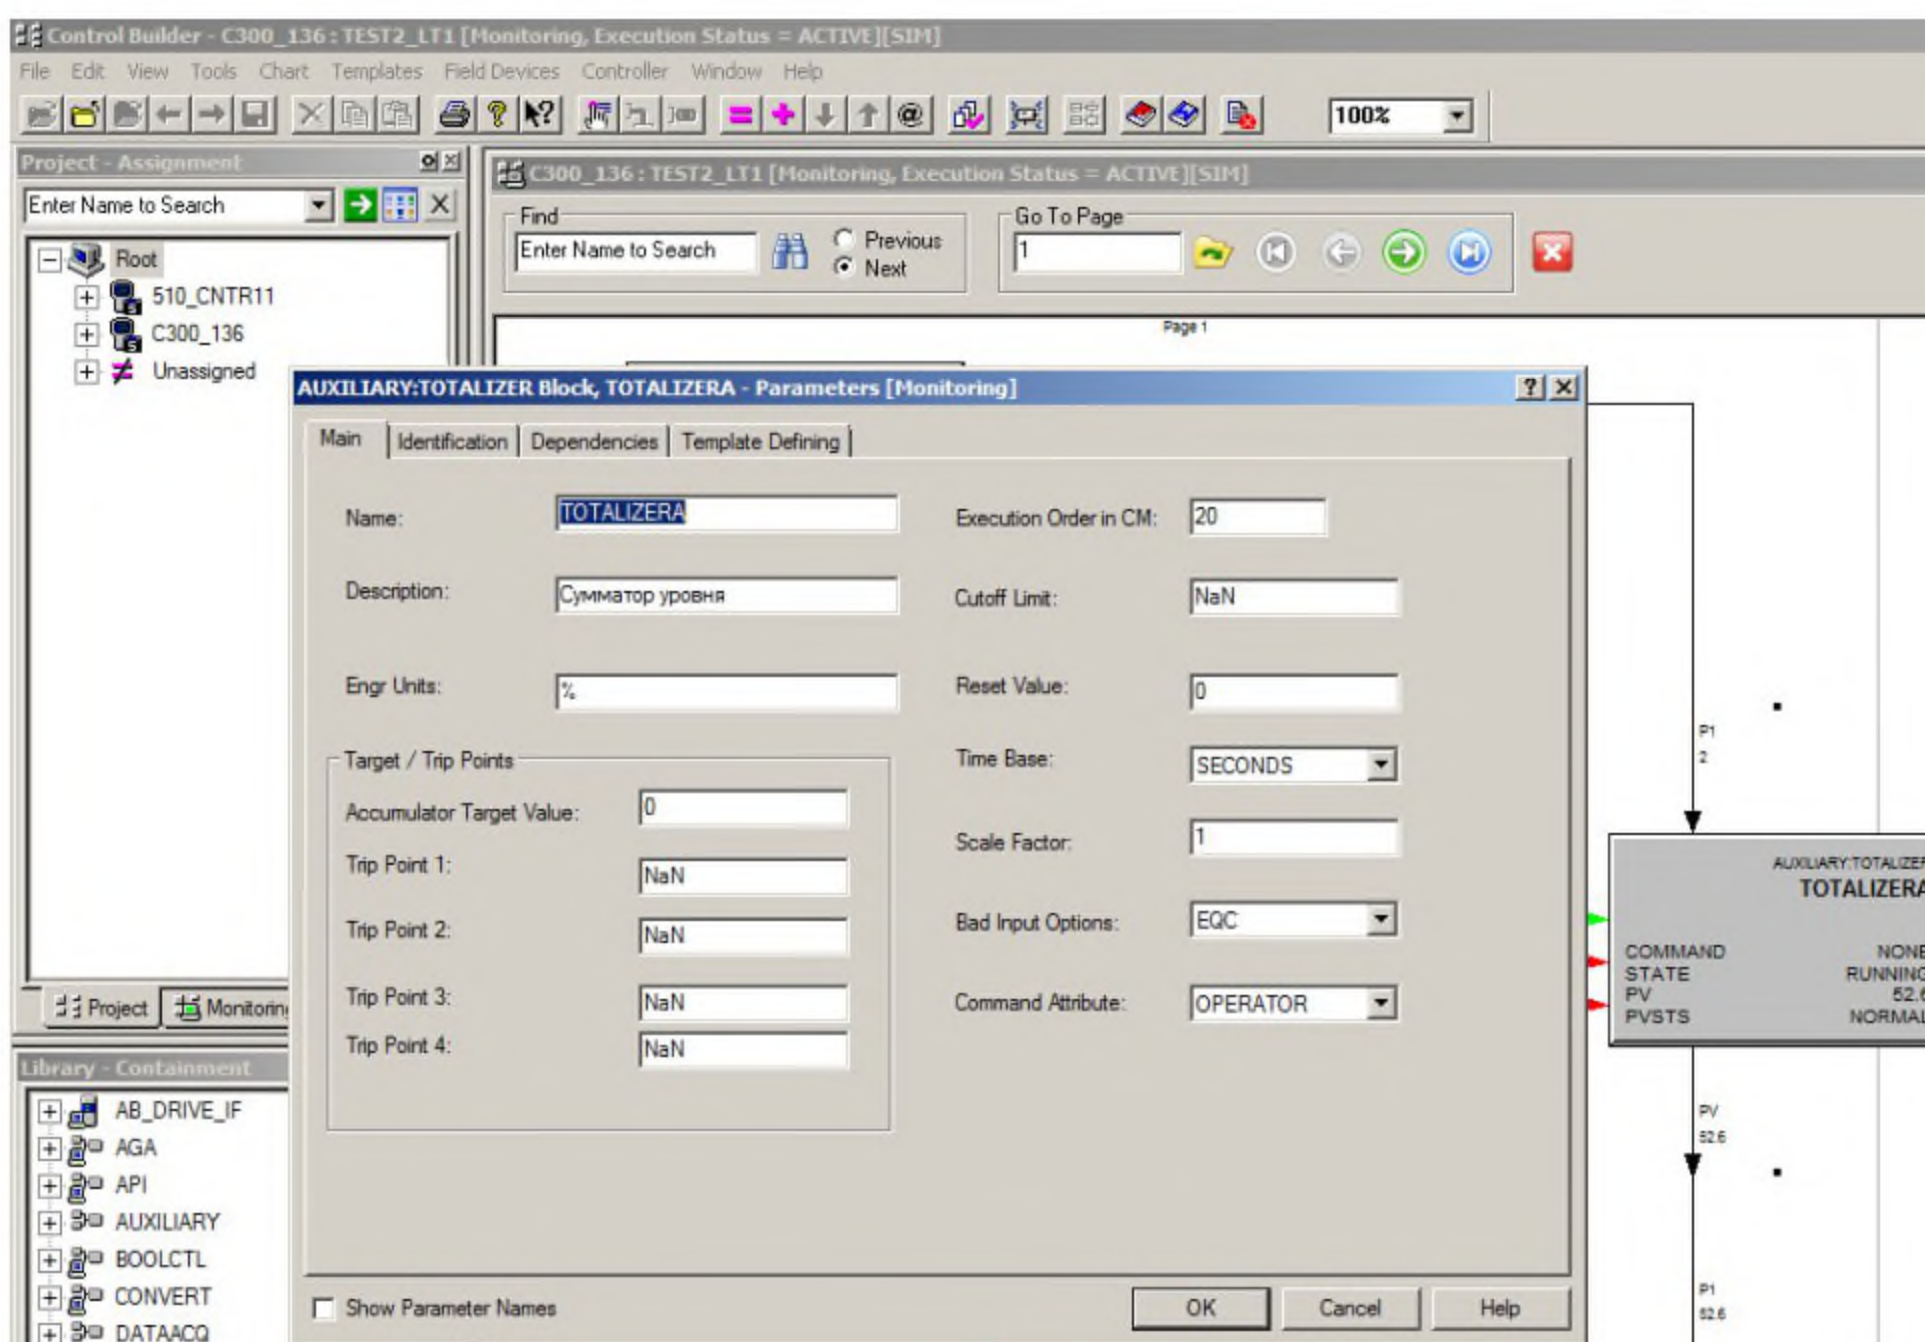 Control Builder - C300_136 : TEST2_LT1 [Monitoring, Execution Status = ACTIVE][SIM]
File Edit View Tools Chart Templates Field Devices Controller Window Help
100%
Project - Assignment
Enter Name to Search
Root
510_CNTR11
C300_136
Unassigned
Project
Monitorin
Library - Containment
AB_DRIVE_IF
AGA
API
AUXILIARY
BOOLCTL
CONVERT
DATAACQ
C300_136 : TEST2_LT1 [Monitoring, Execution Status = ACTIVE][SIM]
Find
Enter Name to Search
Previous
Next
Go To Page
1
Page 1
AUXILIARY:TOTALIZER Block, TOTALIZERA - Parameters [Monitoring]
Main Identification Dependencies Template Defining
Name: TOTALIZERA
Description: Сумматор уровня
Engr Units: %
Target / Trip Points
Accumulator Target Value: 0
Trip Point 1: NaN
Trip Point 2: NaN
Trip Point 3: NaN
Trip Point 4: NaN
Execution Order in CM: 20
Cutoff Limit: NaN
Reset Value: 0
Time Base: SECONDS
Scale Factor: 1
Bad Input Options: EQC
Command Attribute: OPERATOR
Show Parameter Names
OK Cancel Help
P1
2
AUXILIARY:TOTALIZER
TOTALIZERA
COMMAND NONE
STATE RUNNING
PV 52.6
PVSTS NORMAL
PV
52.6
P1
52.6